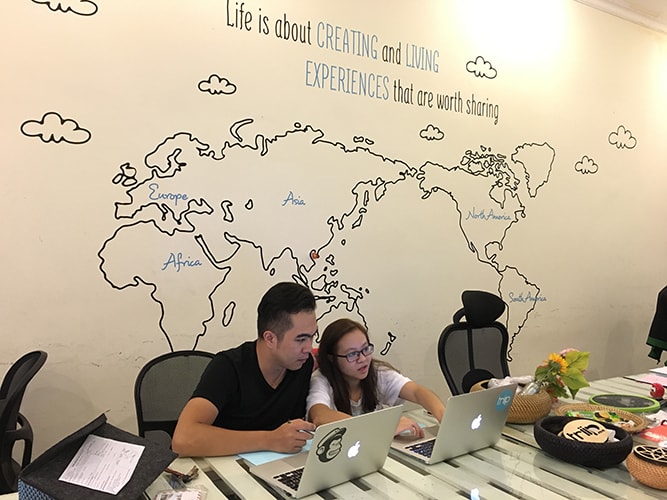 Life is about CREATING and LIVING
EXPERIENCES that are worth sharing
Europe
Asia
North America
Africa
South America